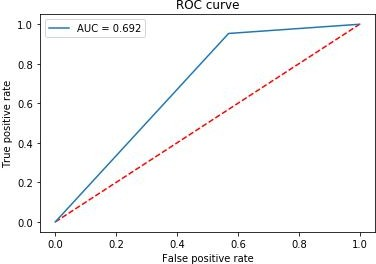 ROC curve
AUC = 0.692
1.0
0.8
0.6
0.4
0.2
0.0
True positive rate
0.0 0.2 0.4 0.6 0.8 1.0
False positive rate